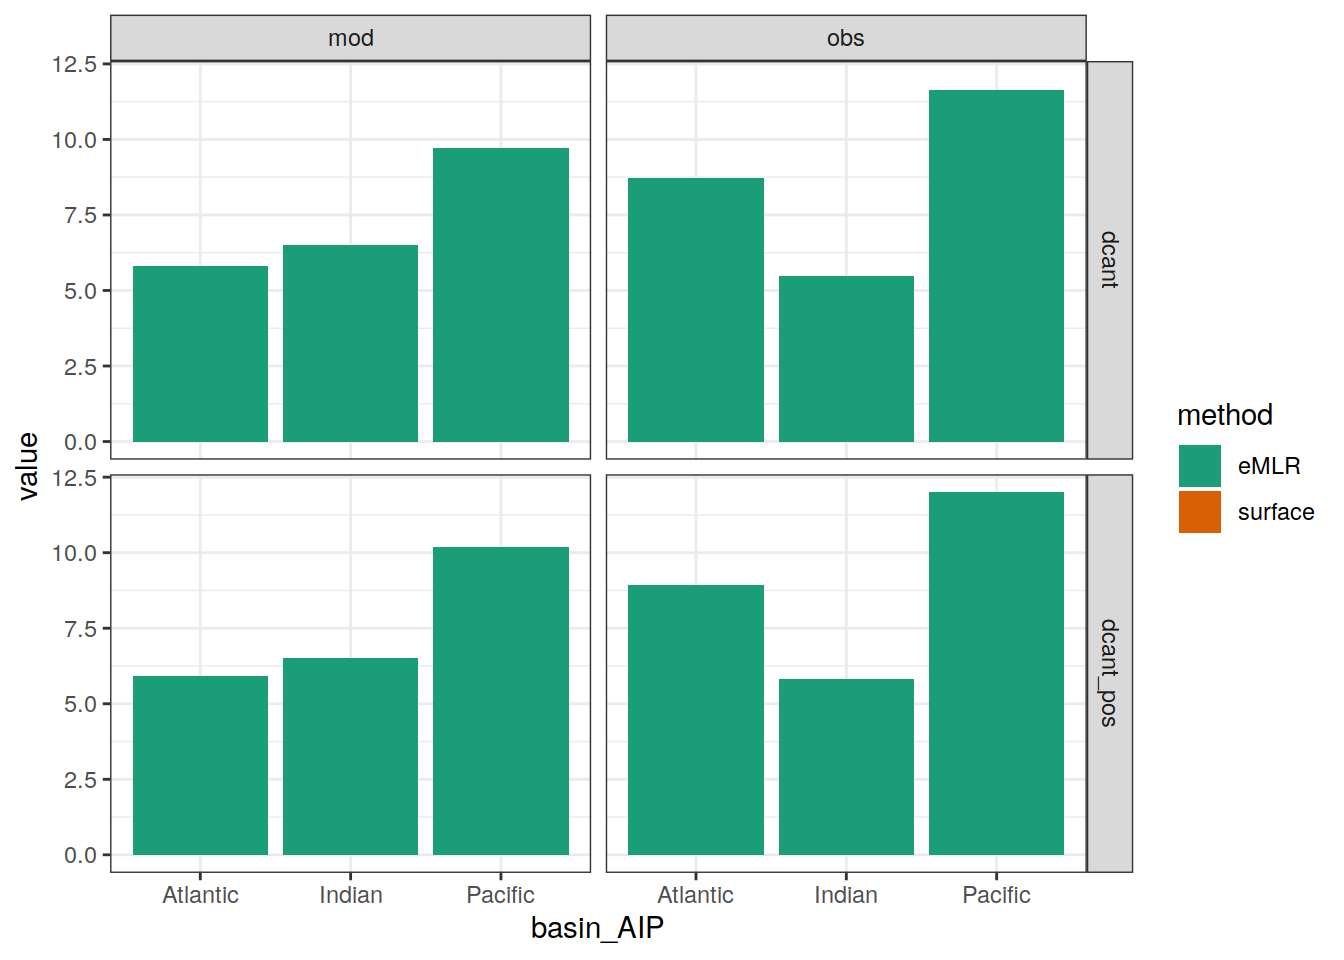 mod
obs
12.5
10.0
7.5
5.0
2.5
0.0
dcant
12.5
10.0
7.5
5.0
2.5
0.0
dcant_pos
value
Atlantic Indian Pacific
Atlantic Indian Pacific
basin_AIP
method
eMLR
surface